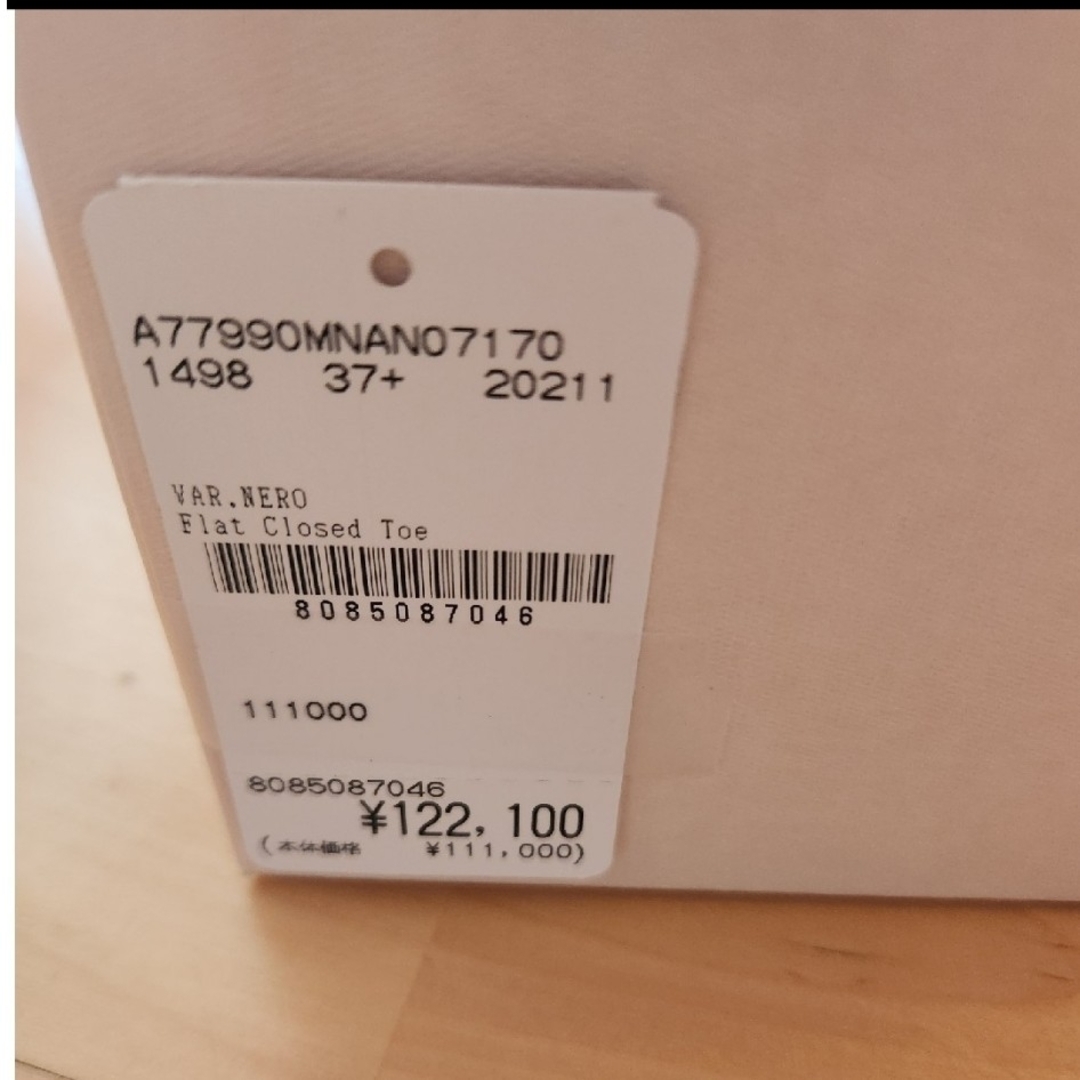 A77990MNAN07170
1498 37+ 20211
VAR.NERO
Flat Closed Toe
8085087046
111000
8085087046
¥122,100
(本体価格 ¥111,000)